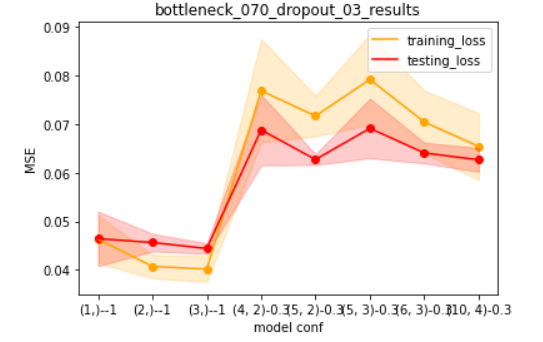 bottleneck_070_dropout_03_results
training_loss
testing_loss
MSE
0.09
0.08
0.07
0.06
0.05
0.04
(1,)--1 (2,)--1 (3,)--1 (4, 2)-0.3 (5, 2)-0.3 (5, 3)-0.3 (6, 3)-0.3 (10, 4)-0.3
model conf